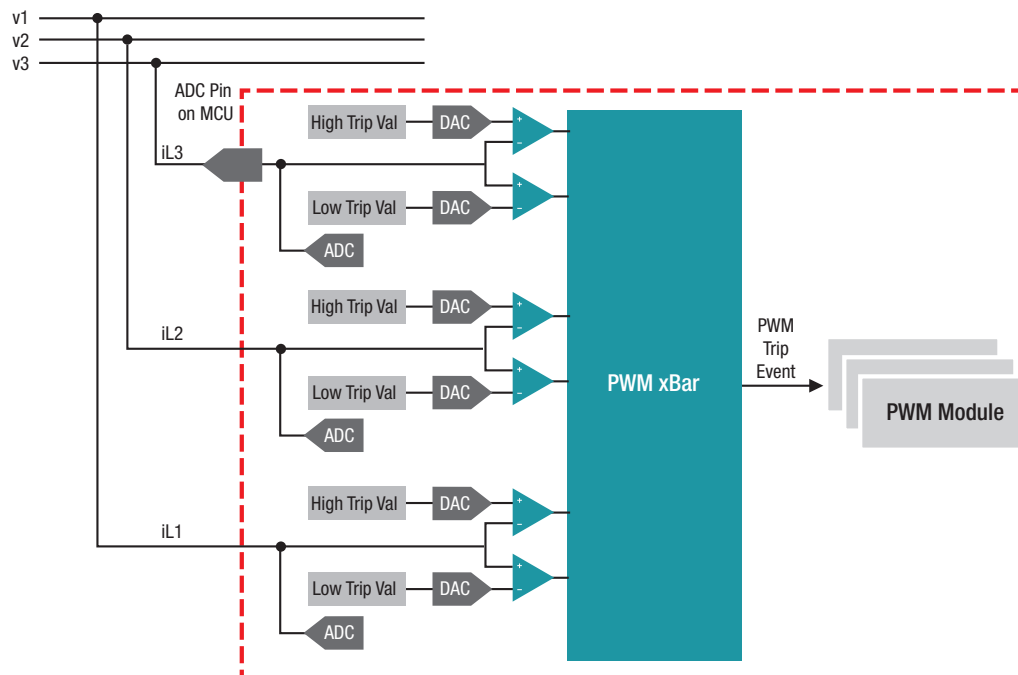 v1
v2
v3
ADC Pin
on MCU
High Trip Val
DAC
+
−
iL3
+
−
Low Trip Val
DAC
ADC
High Trip Val
DAC
+
−
iL2
+
−
Low Trip Val
DAC
ADC
PWM xBar
PWM
Trip
Event
PWM Module
High Trip Val
DAC
+
−
iL1
+
−
Low Trip Val
DAC
ADC